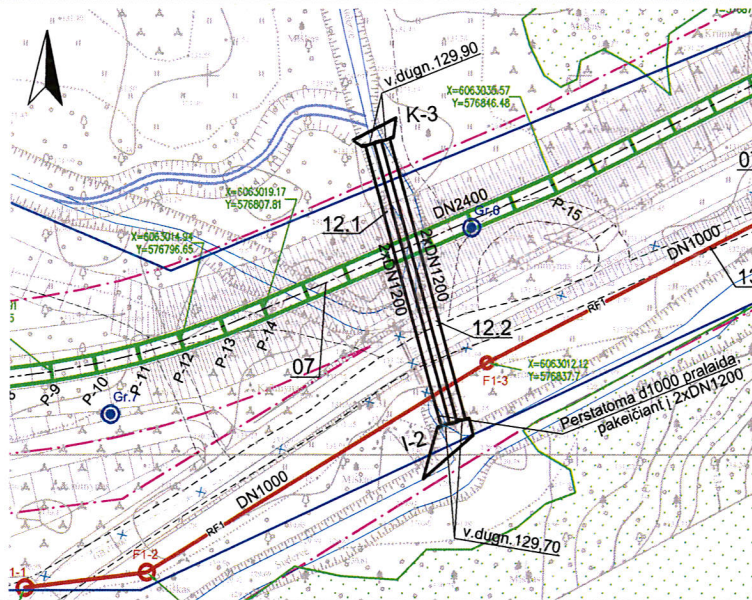 v.dugn.129,90
K-3
X=6063035.57
Y=576846.48
X=6063019.17
Y=576807.81
12.1
DN2400
P-15
Gr.6
X=6063014.94
Y=576796.65
2xDN1200
2xDN1200
DN1000
P-14
P-13
P-12
P-11
P-10
P-9
07
12.2
RF1
X=6063012.12
Y=576837.7
F1-3
Gr.7
Perstatoma d1000 pralaida,
pakeičiant į 2xDN1200
I-2
DN1000
RF1
v.dugn.129,70
F1-2